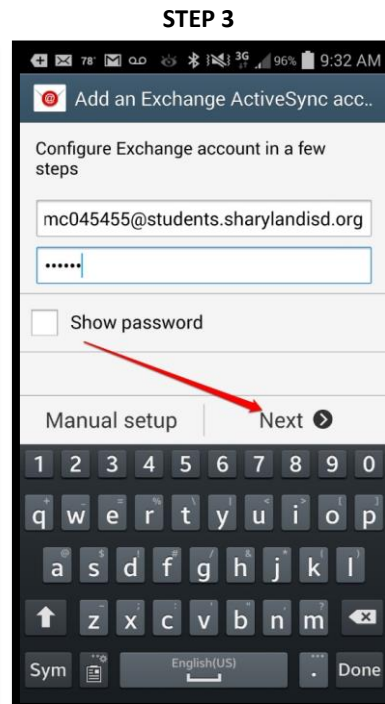 STEP 3
78° 3G 96% 9:32 AM
@ Add an Exchange ActiveSync acc..
Configure Exchange account in a few
steps
mc045455@students.sharylandisd.org
••••••
Show password
Manual setup Next
1 2 3 4 5 6 7 8 9 0
q w e r t y u i o p
a s d f g h j k l
z x c v b n m
Sym English(US) . Done